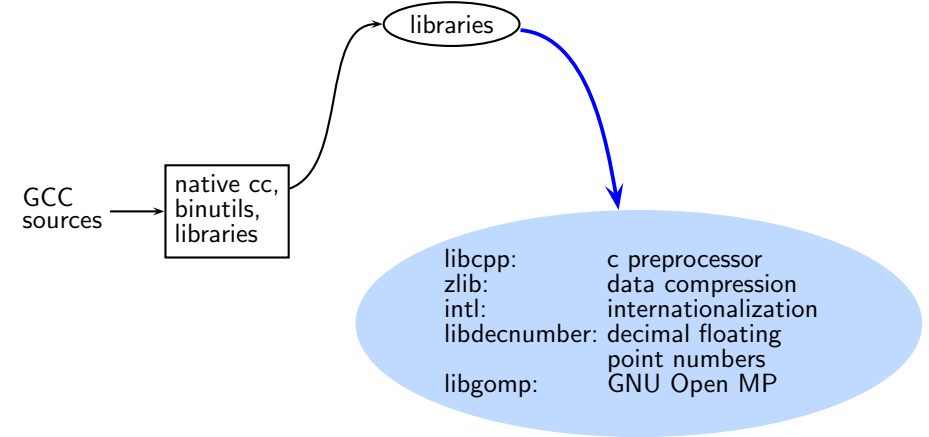 libraries
GCC
sources
native cc,
binutils,
libraries
libcpp: c preprocessor
zlib: data compression
intl: internationalization
libdecnumber: decimal floating
point numbers
libgomp: GNU Open MP